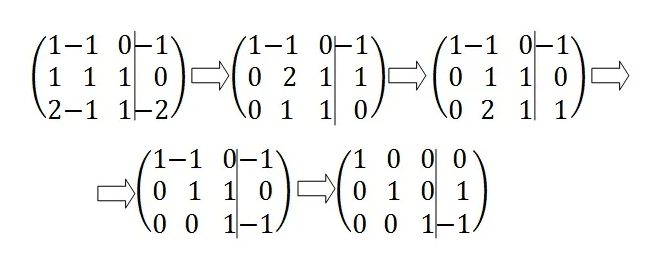 1 −1 0 −1 1 −1 0 −1 1 −1 0 −1
1 1 1 0 0 2 1 1 0 1 1 0
2 −1 1 −2 0 1 1 0 0 2 1 1
1 −1 0 −1 1 0 0 0
0 1 1 0 0 1 0 1
0 0 1 −1 0 0 1 −1